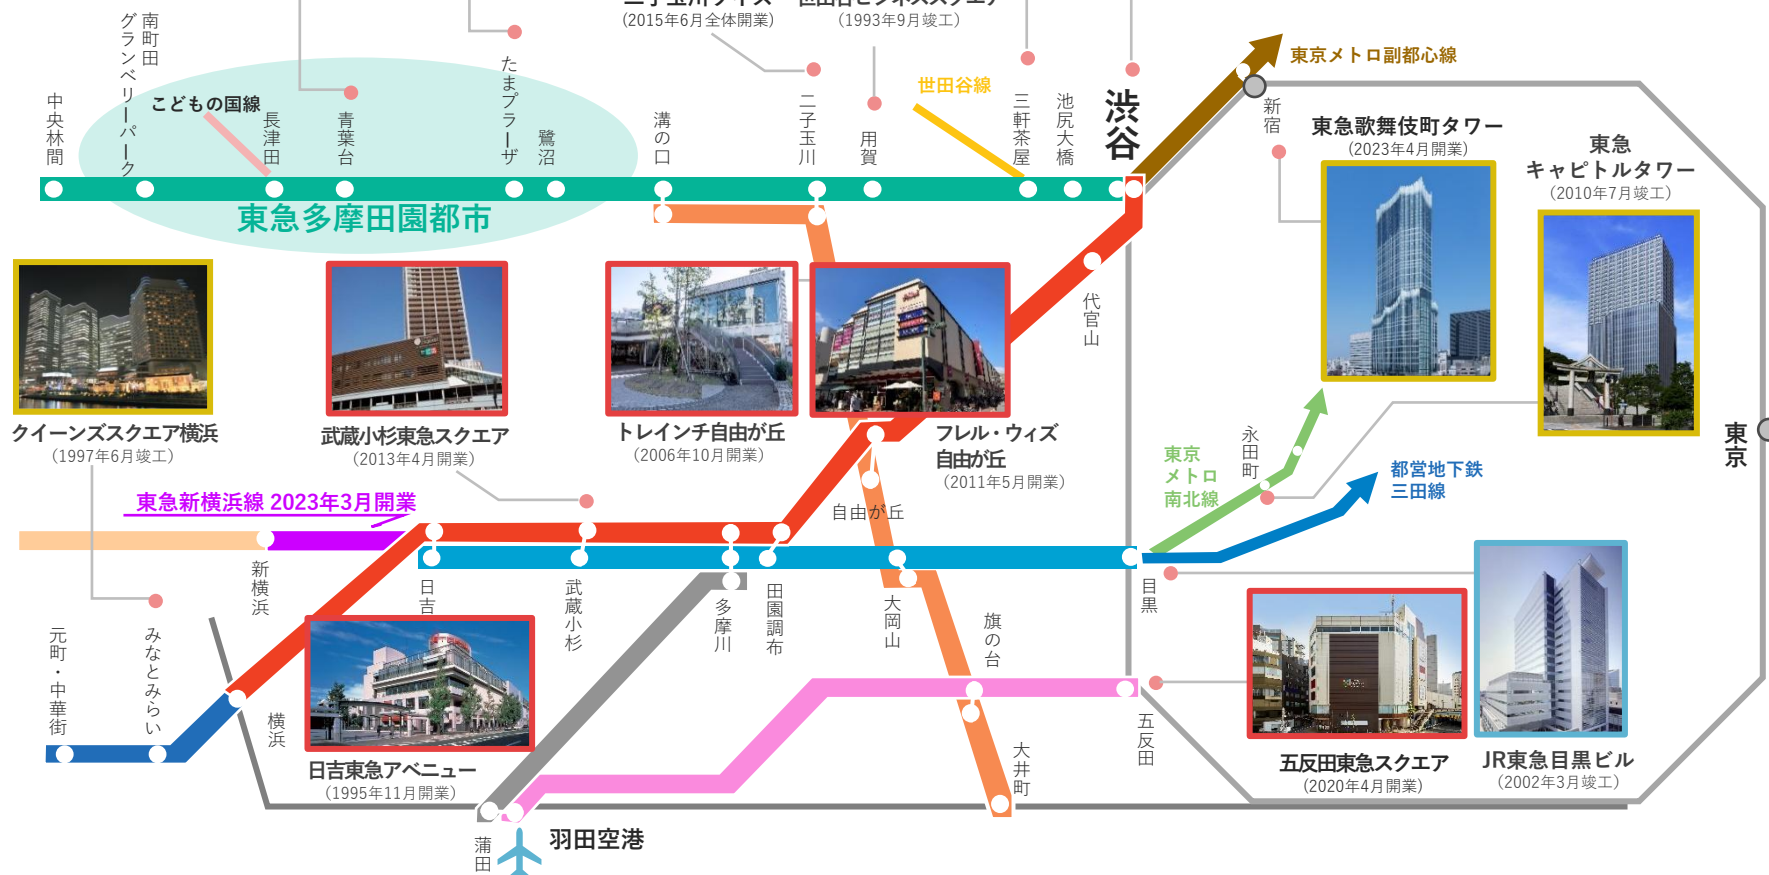 二子玉川ライズ
(2015年6月全体開業)
世田谷ビジネススクエア
(1993年9月竣工)
南町田
グランベリーパーク
中央林間
こどもの国線
長津田
青葉台
たまプラーザ
鷺沼
溝の口
二子玉川
用賀
世田谷線
三軒茶屋
池尻大橋
渋谷
東京メトロ副都心線
新宿
東急歌舞伎町タワー
(2023年4月開業)
東急
キャピトルタワー
(2010年7月竣工)
東急多摩田園都市
代官山
クイーンズスクエア横浜
(1997年6月竣工)
武蔵小杉東急スクエア
(2013年4月開業)
トレインチ自由が丘
(2006年10月開業)
フレル・ウィズ
自由が丘
(2011年5月開業)
東京
永田町
東京
メトロ
南北線
都営地下鉄
三田線
東急新横浜線 2023年3月開業
自由が丘
新横浜
日吉
武蔵小杉
多摩川
田園調布
大岡山
旗の台
目黒
元町・中華街
みなとみらい
横浜
五反田
大井町
日吉東急アベニュー
(1995年11月開業)
五反田東急スクエア
(2020年4月開業)
JR東急目黒ビル
(2002年3月竣工)
蒲田
羽田空港